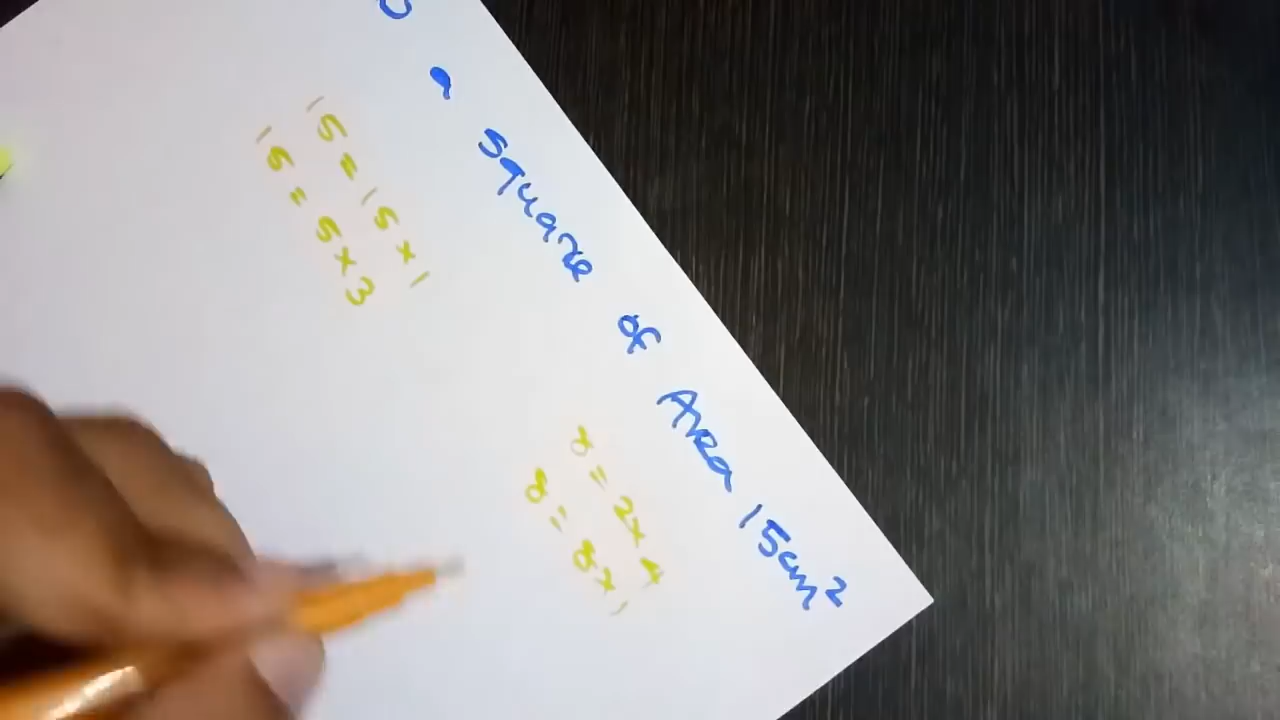 a square of Area 15cm²
15 = 15 x 1
15 = 5 x 3
8 = 2 x 4
8 = 8 x 1